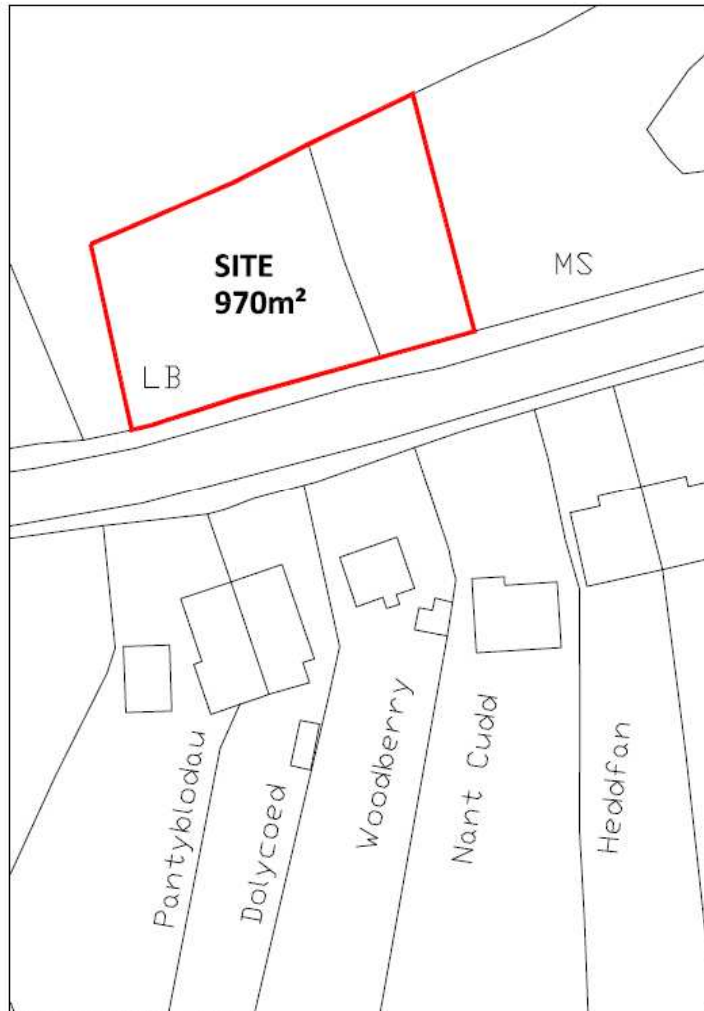 SITE
970m²
MS
LB
Pantyblodau
Dolycoed
Woodberry
Nant Cudd
Heddfan